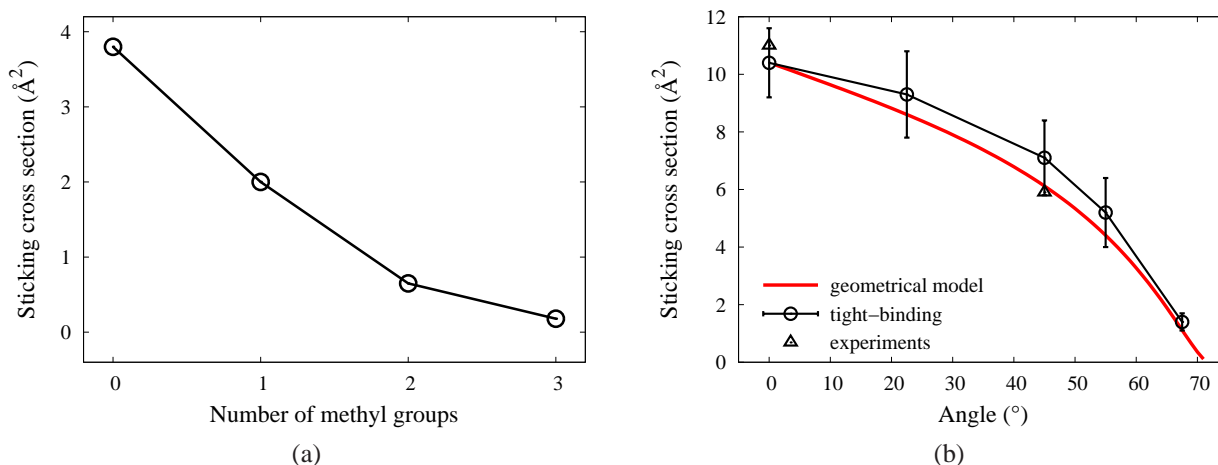 4
3
2
1
0
Sticking cross section (Å²)
0 1 2 3
Number of methyl groups
(a)
12
10
8
6
4
2
0
Sticking cross section (Å²)
geometrical model
tight−binding
experiments
0 10 20 30 40 50 60 70
Angle (°)
(b)